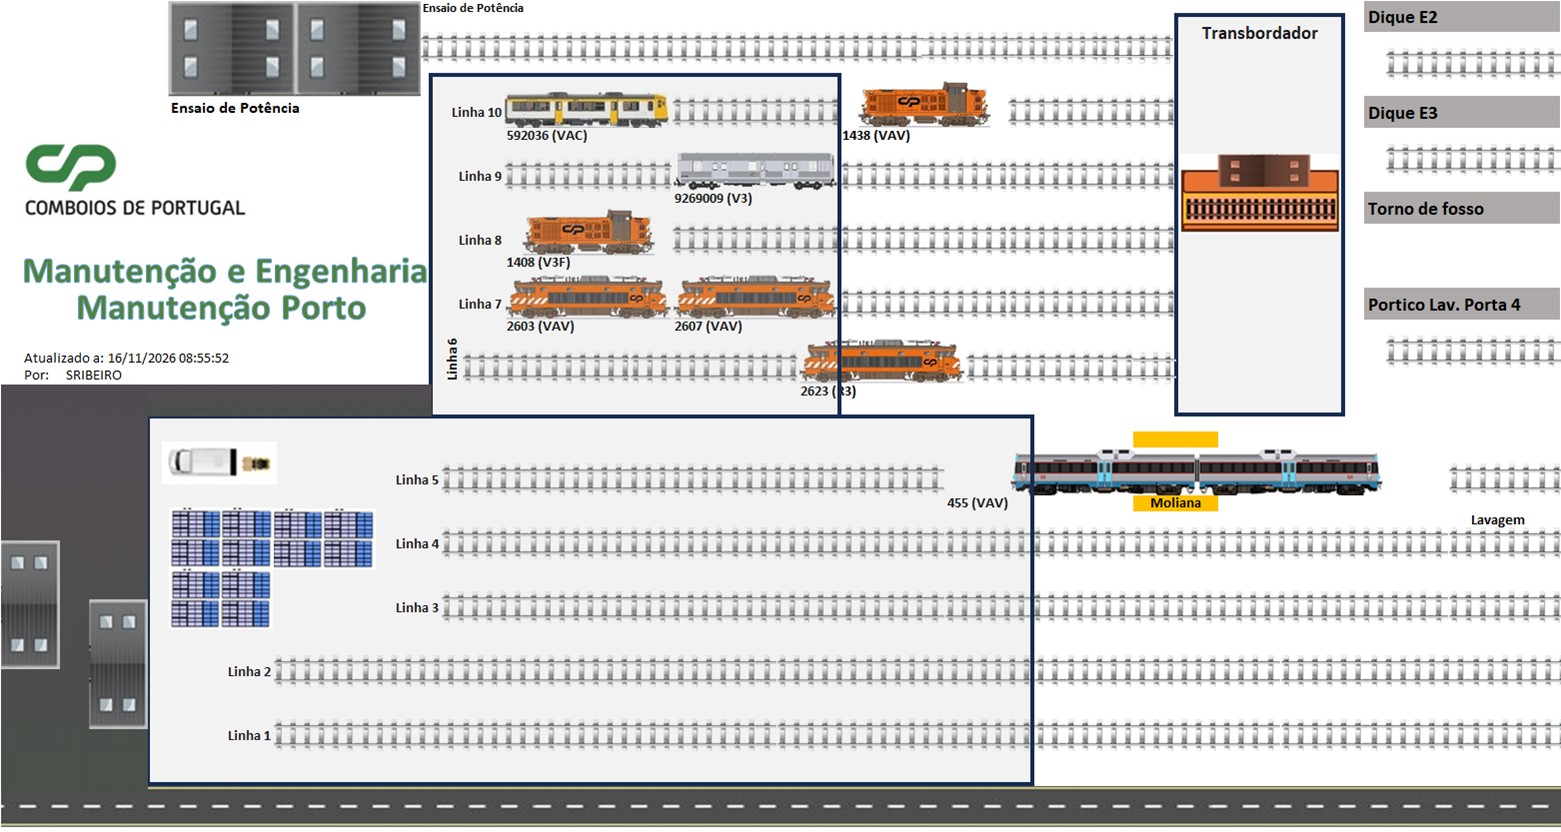 Ensaio de Potência
Transbordador
Dique E2
Ensaio de Potência
Linha 10
592036 (VAC)
1438 (VAV)
Dique E3
CP
COMBOIOS DE PORTUGAL
Linha 9
9269009 (V3)
Torno de fosso
Linha 8
1408 (V3F)
Manutenção e Engenharia
Manutenção Porto
Linha 7
2603 (VAV)
2607 (VAV)
Portico Lav. Porta 4
Atualizado a: 16/11/2026 08:55:52
Por: SRIBEIRO
Linha 6
2623 (R3)
Linha 5
455 (VAV)
Moliana
Lavagem
Linha 4
Linha 3
Linha 2
Linha 1